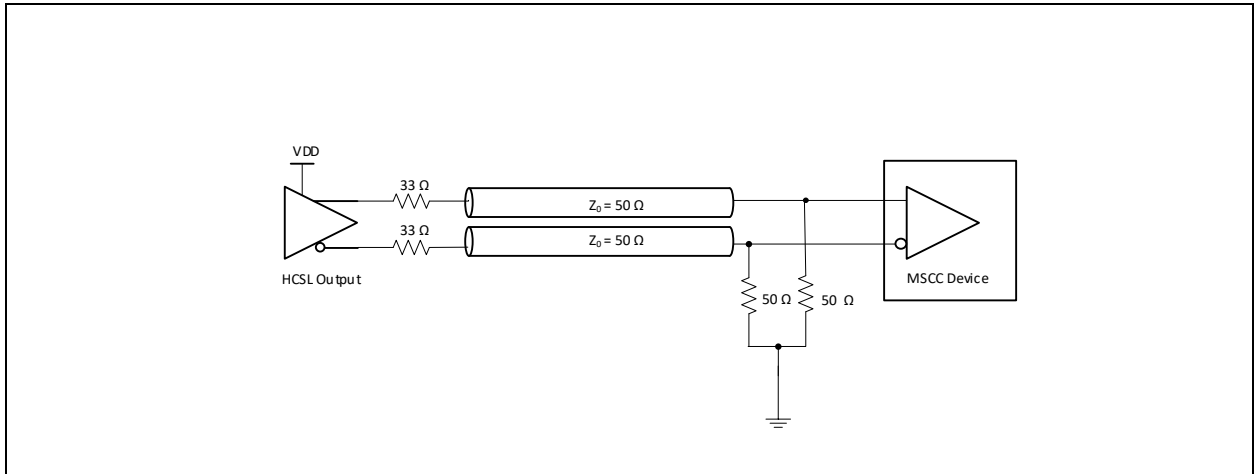 VDD
33 Ω
Z0 = 50 Ω
33 Ω
Z0 = 50 Ω
HCSL Output
50 Ω
50 Ω
MSCC Device